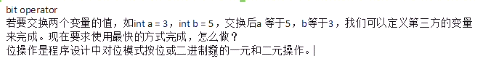 bit operator
若要交换两个变量的值，如int a = 3，int b = 5，交换后a 等于5，b等于3，我们可以定义第三方的变量
来完成。现在要求使用最快的方式完成，怎么做？
位操作是程序设计中对位模式按位或二进制数的一元和二元操作。